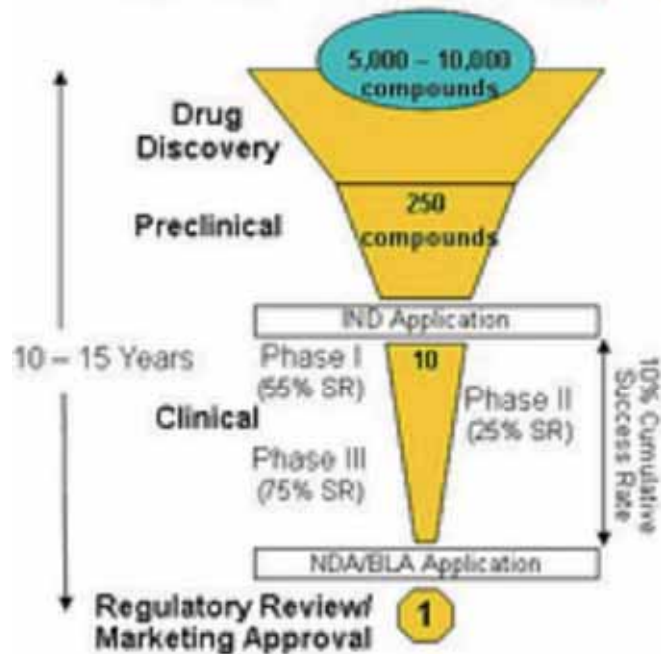 5,000 – 10,000
compounds
Drug
Discovery
250
compounds
Preclinical
IND Application
10 – 15 Years
Phase I
(55% SR)
10
Phase II
(25% SR)
Clinical
Phase III
(75% SR)
10% Cumulative
Success Rate
NDA/BLA Application
Regulatory Review/
Marketing Approval
1